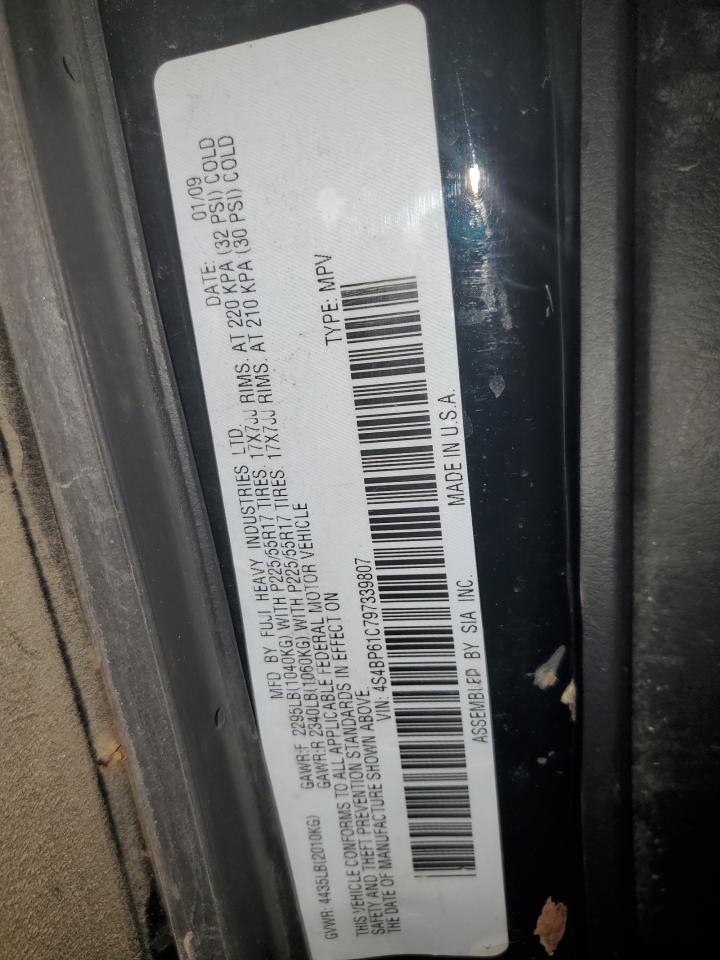 MFD BY FUJI HEAVY INDUSTRIES LTD. DATE: 01/09
GAWR:F 2295LB(1040KG) WITH P225/55R17 TIRES. 17X7JJ RIMS. AT 220 KPA (32 PSI) COLD
GVWR: 4435LB(2010KG) GAWR:R 2340LB(1060KG) WITH P225/55R17 TIRES. 17X7JJ RIMS. AT 210 KPA (30 PSI) COLD
THIS VEHICLE CONFORMS TO ALL APPLICABLE FEDERAL MOTOR VEHICLE
SAFETY AND THEFT PREVENTION STANDARDS IN EFFECT ON
THE DATE OF MANUFACTURE SHOWN ABOVE.
VIN: 4S4BP61C797339807 TYPE: MPV
ASSEMBLED BY SIA INC. MADE IN U.S.A.